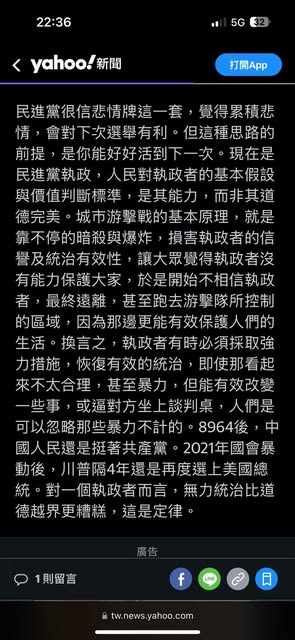 22:36
5G
32
yahoo!新聞
打開App
民進黨很信悲情牌這一套，覺得累積悲
情，會對下次選舉有利。但這種思路的
前提，是你能好好活到下一次。現在是
民進黨執政，人民對執政者的基本假設
與價值判斷標準，是其能力，而非其道
德完美。城市游擊戰的基本原理，就是
靠不停的暗殺與爆炸，損害執政者的信
譽及統治有效性，讓大眾覺得執政者沒
有能力保護大家，於是開始不相信執政
者，最終遠離，甚至跑去游擊隊所控制
的區域，因為那邊更能有效保護人們的
生活。換言之，執政者有時必須採取強
力措施，恢復有效的統治，即使那看起
來不太合理，甚至暴力，但能有效改變
一些事，或逼對方坐上談判桌，人們是
可以忽略那些暴力不計的。8964後，中
國人民還是挺著共產黨。2021年國會暴
動後，川普隔4年還是再度選上美國總
統。對一個執政者而言，無力統治比道
德越界更糟糕，這是定律。
廣告
1則留言
LINE
tw.news.yahoo.com